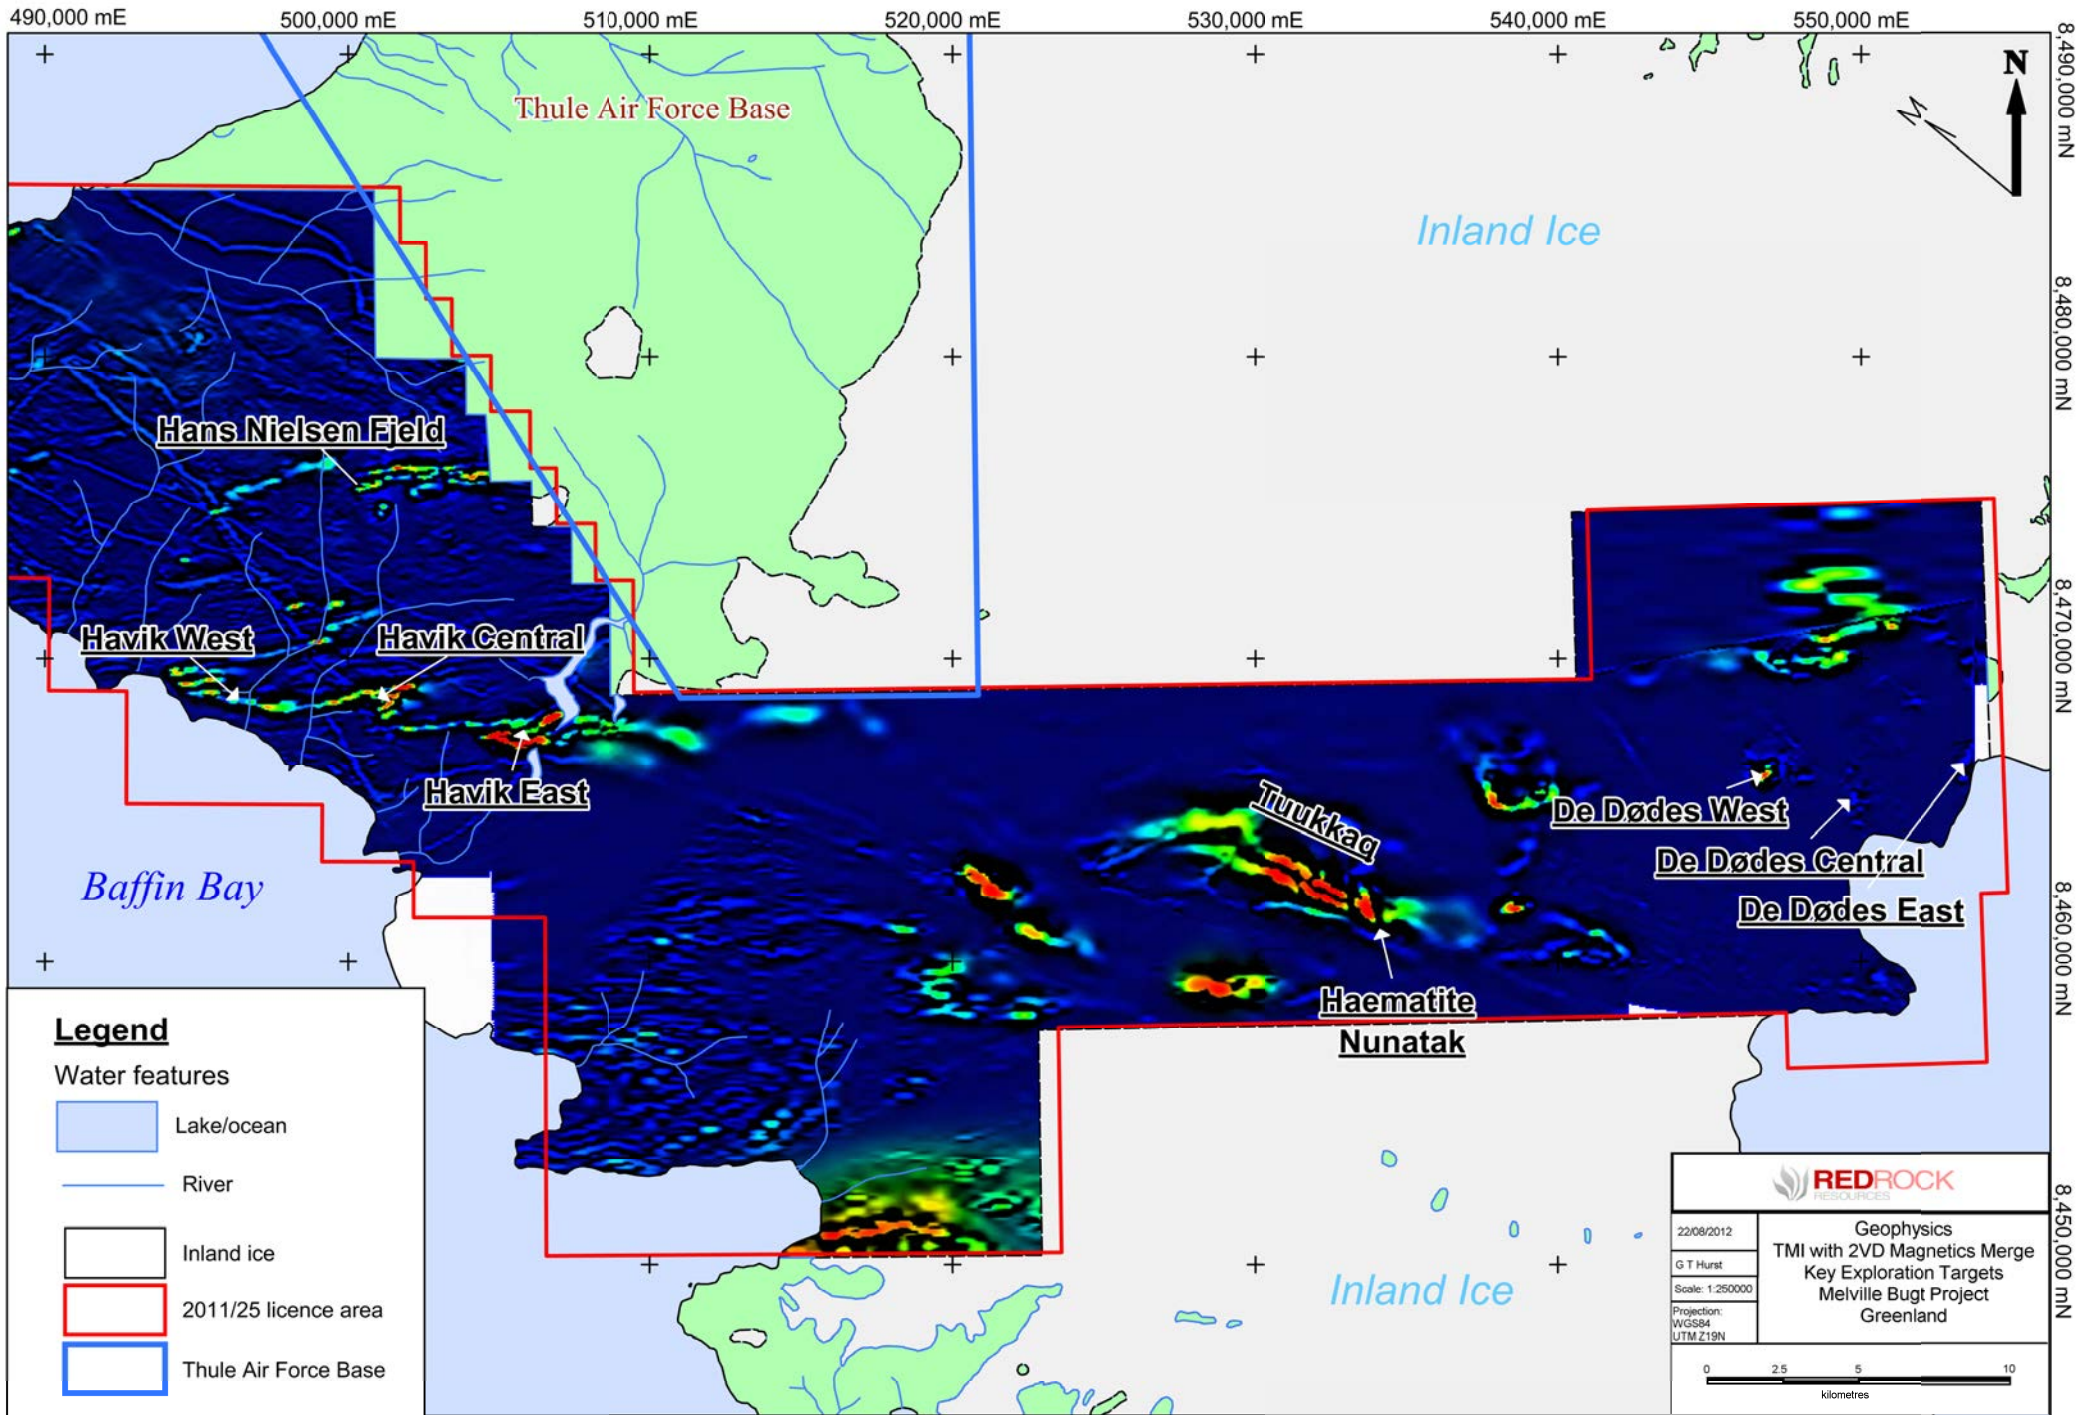 490,000 mE
500,000 mE
510,000 mE
520,000 mE
530,000 mE
540,000 mE
550,000 mE
8,490,000 mN
8,480,000 mN
8,470,000 mN
8,460,000 mN
8,450,000 mN
N
M
Thule Air Force Base
Inland Ice
Hans Nielsen Fjeld
Havik West
Havik Central
Havik East
Tuukkaq
De Dødes West
De Dødes Central
De Dødes East
Baffin Bay
Haematite
Nunatak
Inland Ice
Legend
Water features
Lake/ocean
River
Inland ice
2011/25 licence area
Thule Air Force Base
REDROCK
RESOURCES
22/08/2012
G T Hurst
Scale: 1:250000
Projection:
WGS84
UTM Z19N
Geophysics
TMI with 2VD Magnetics Merge
Key Exploration Targets
Melville Bugt Project
Greenland
0 2.5 5 10
kilometres